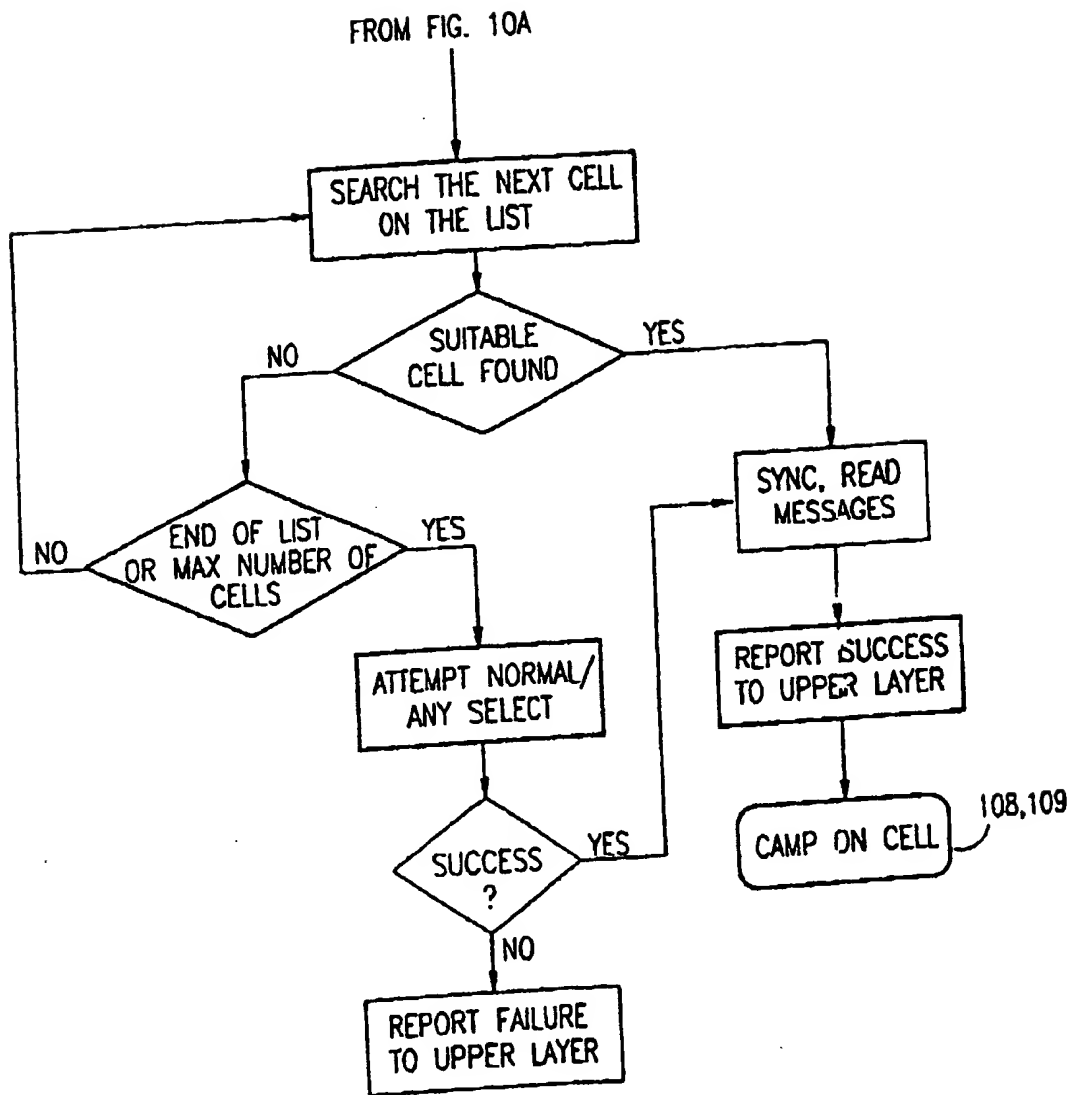 FROM FIG. 10A
SEARCH THE NEXT CELL
ON THE LIST
SUITABLE
CELL FOUND
NO
YES
END OF LIST
OR MAX NUMBER OF
CELLS
NO
YES
SYNC, READ
MESSAGES
ATTEMPT NORMAL/
ANY SELECT
REPORT SUCCESS
TO UPPER LAYER
SUCCESS
?
YES
NO
CAMP ON CELL
108,109
REPORT FAILURE
TO UPPER LAYER